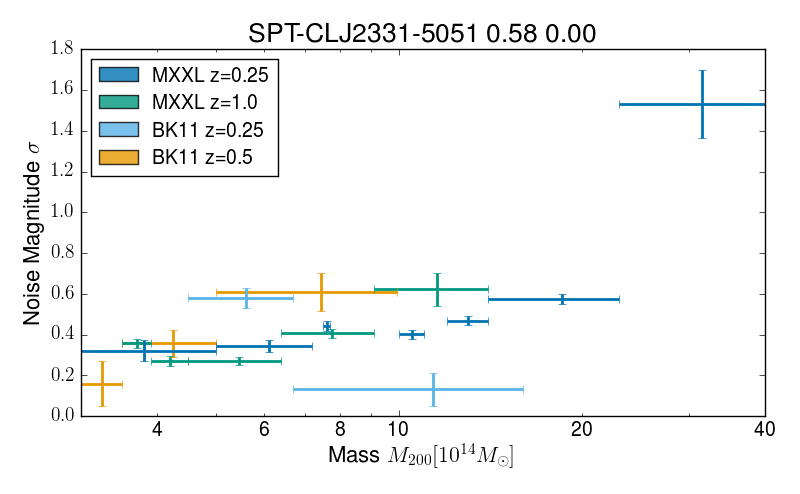 SPT-CLJ2331-5051 0.58 0.00
1.8
1.6
1.4
1.2
1.0
0.8
0.6
0.4
0.2
0.0
Noise Magnitude σ
MXXL z=0.25
MXXL z=1.0
BK11 z=0.25
BK11 z=0.5
4 6 8 10 20 40
Mass M₂₀₀[10¹⁴M☉]